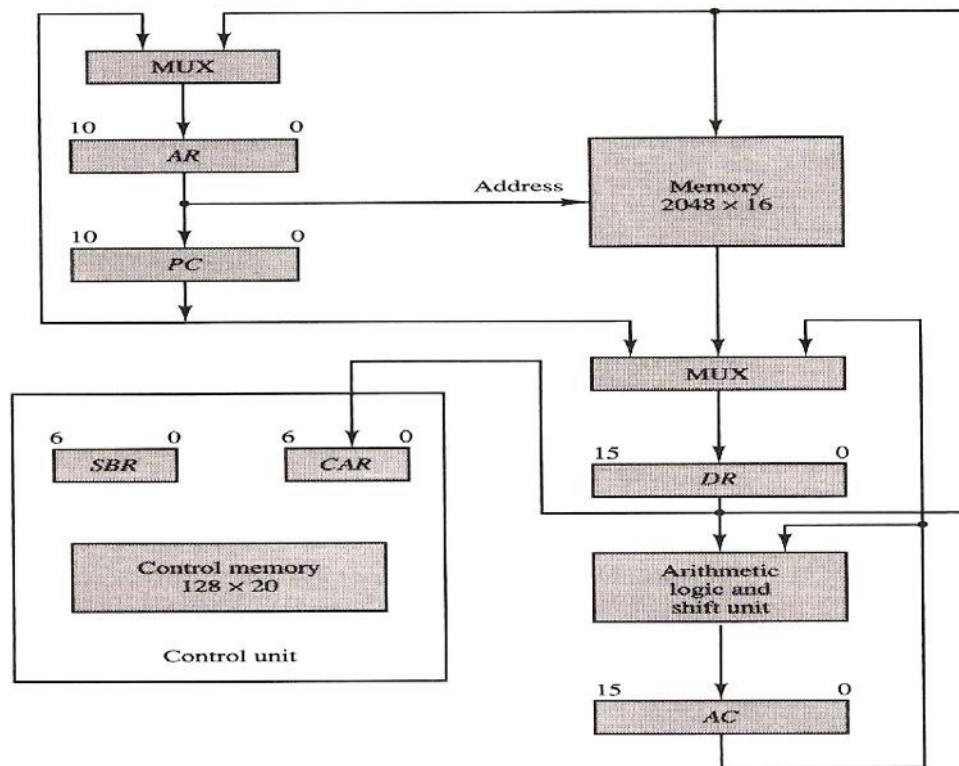 MUX
10 0
AR
Address
Memory
2048 × 16
10 0
PC
MUX
6 0
SBR
6 0
CAR
15 0
DR
Control memory
128 × 20
Arithmetic
logic and
shift unit
Control unit
15 0
AC